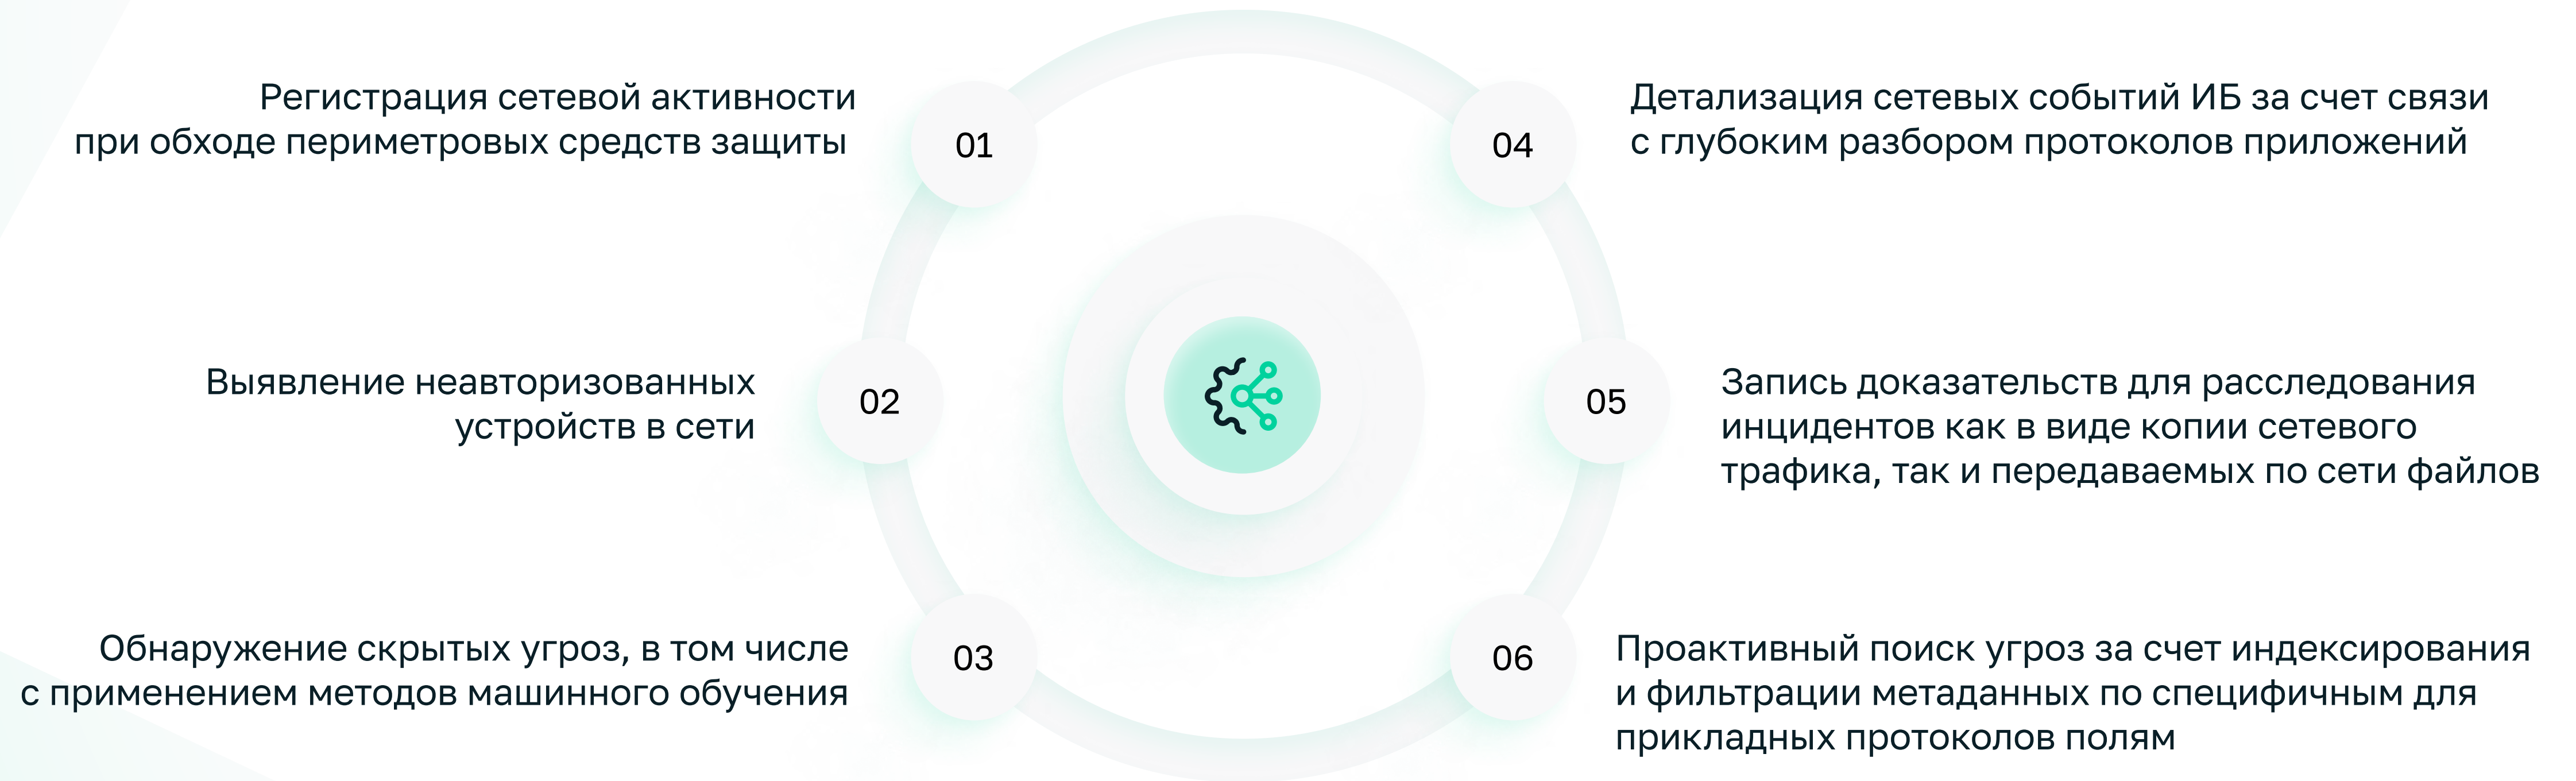 01
Регистрация сетевой активности
при обходе периметровых средств защиты
02
Выявление неавторизованных
устройств в сети
03
Обнаружение скрытых угроз, в том числе
с применением методов машинного обучения
04
Детализация сетевых событий ИБ за счет связи
с глубоким разбором протоколов приложений
05
Запись доказательств для расследования
инцидентов как в виде копии сетевого
трафика, так и передаваемых по сети файлов
06
Проактивный поиск угроз за счет индексирования
и фильтрации метаданных по специфичным для
прикладных протоколов полям